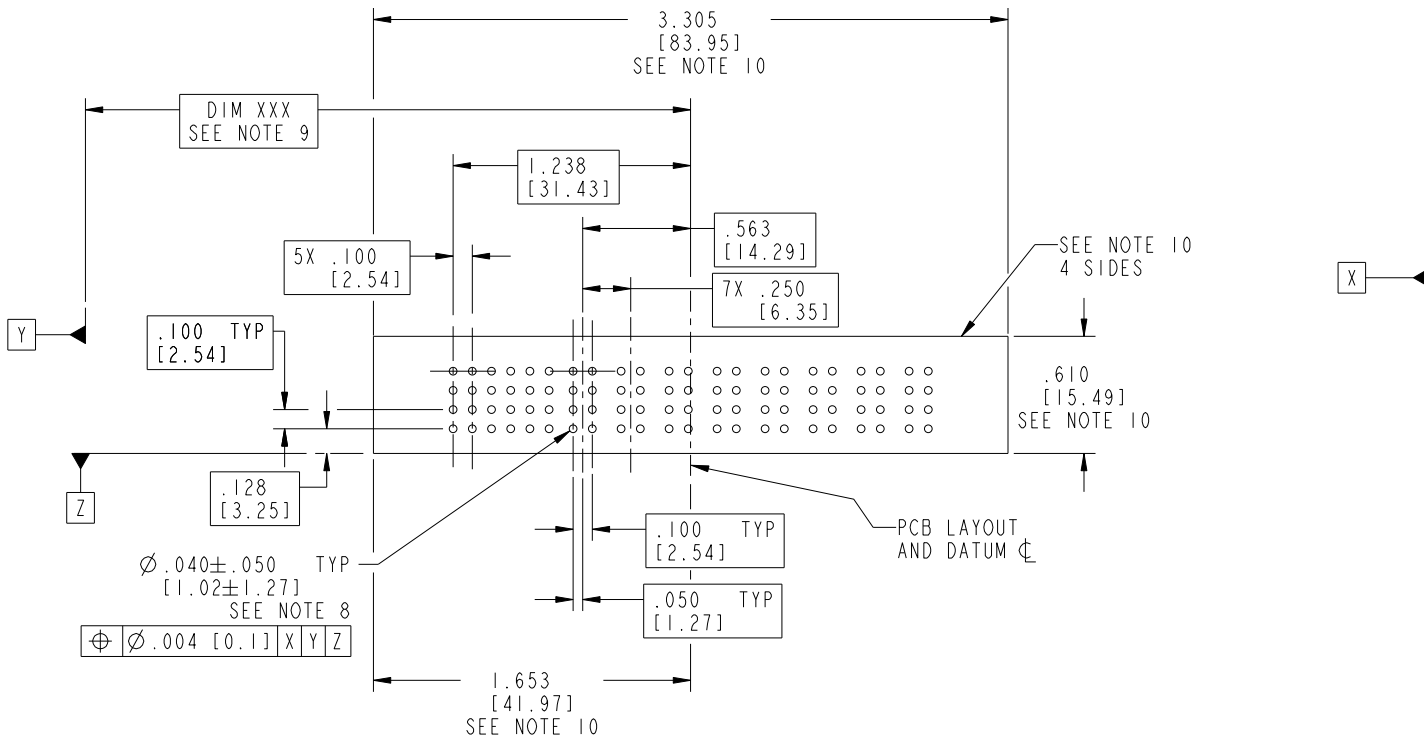 3.305
[83.95]
SEE NOTE 10
DIM XXX
SEE NOTE 9
1.238
[31.43]
.563
[14.29]
5X .100
[2.54]
7X .250
[6.35]
SEE NOTE 10
4 SIDES
X
Y
.100 TYP
[2.54]
.610
[15.49]
SEE NOTE 10
.128
[3.25]
Z
.100 TYP
[2.54]
PCB LAYOUT
AND DATUM ℄
Ø.040±.050 TYP
[1.02±1.27]
SEE NOTE 8
⌖ Ø.004 [0.1] X Y Z
.050 TYP
[1.27]
1.653
[41.97]
SEE NOTE 10